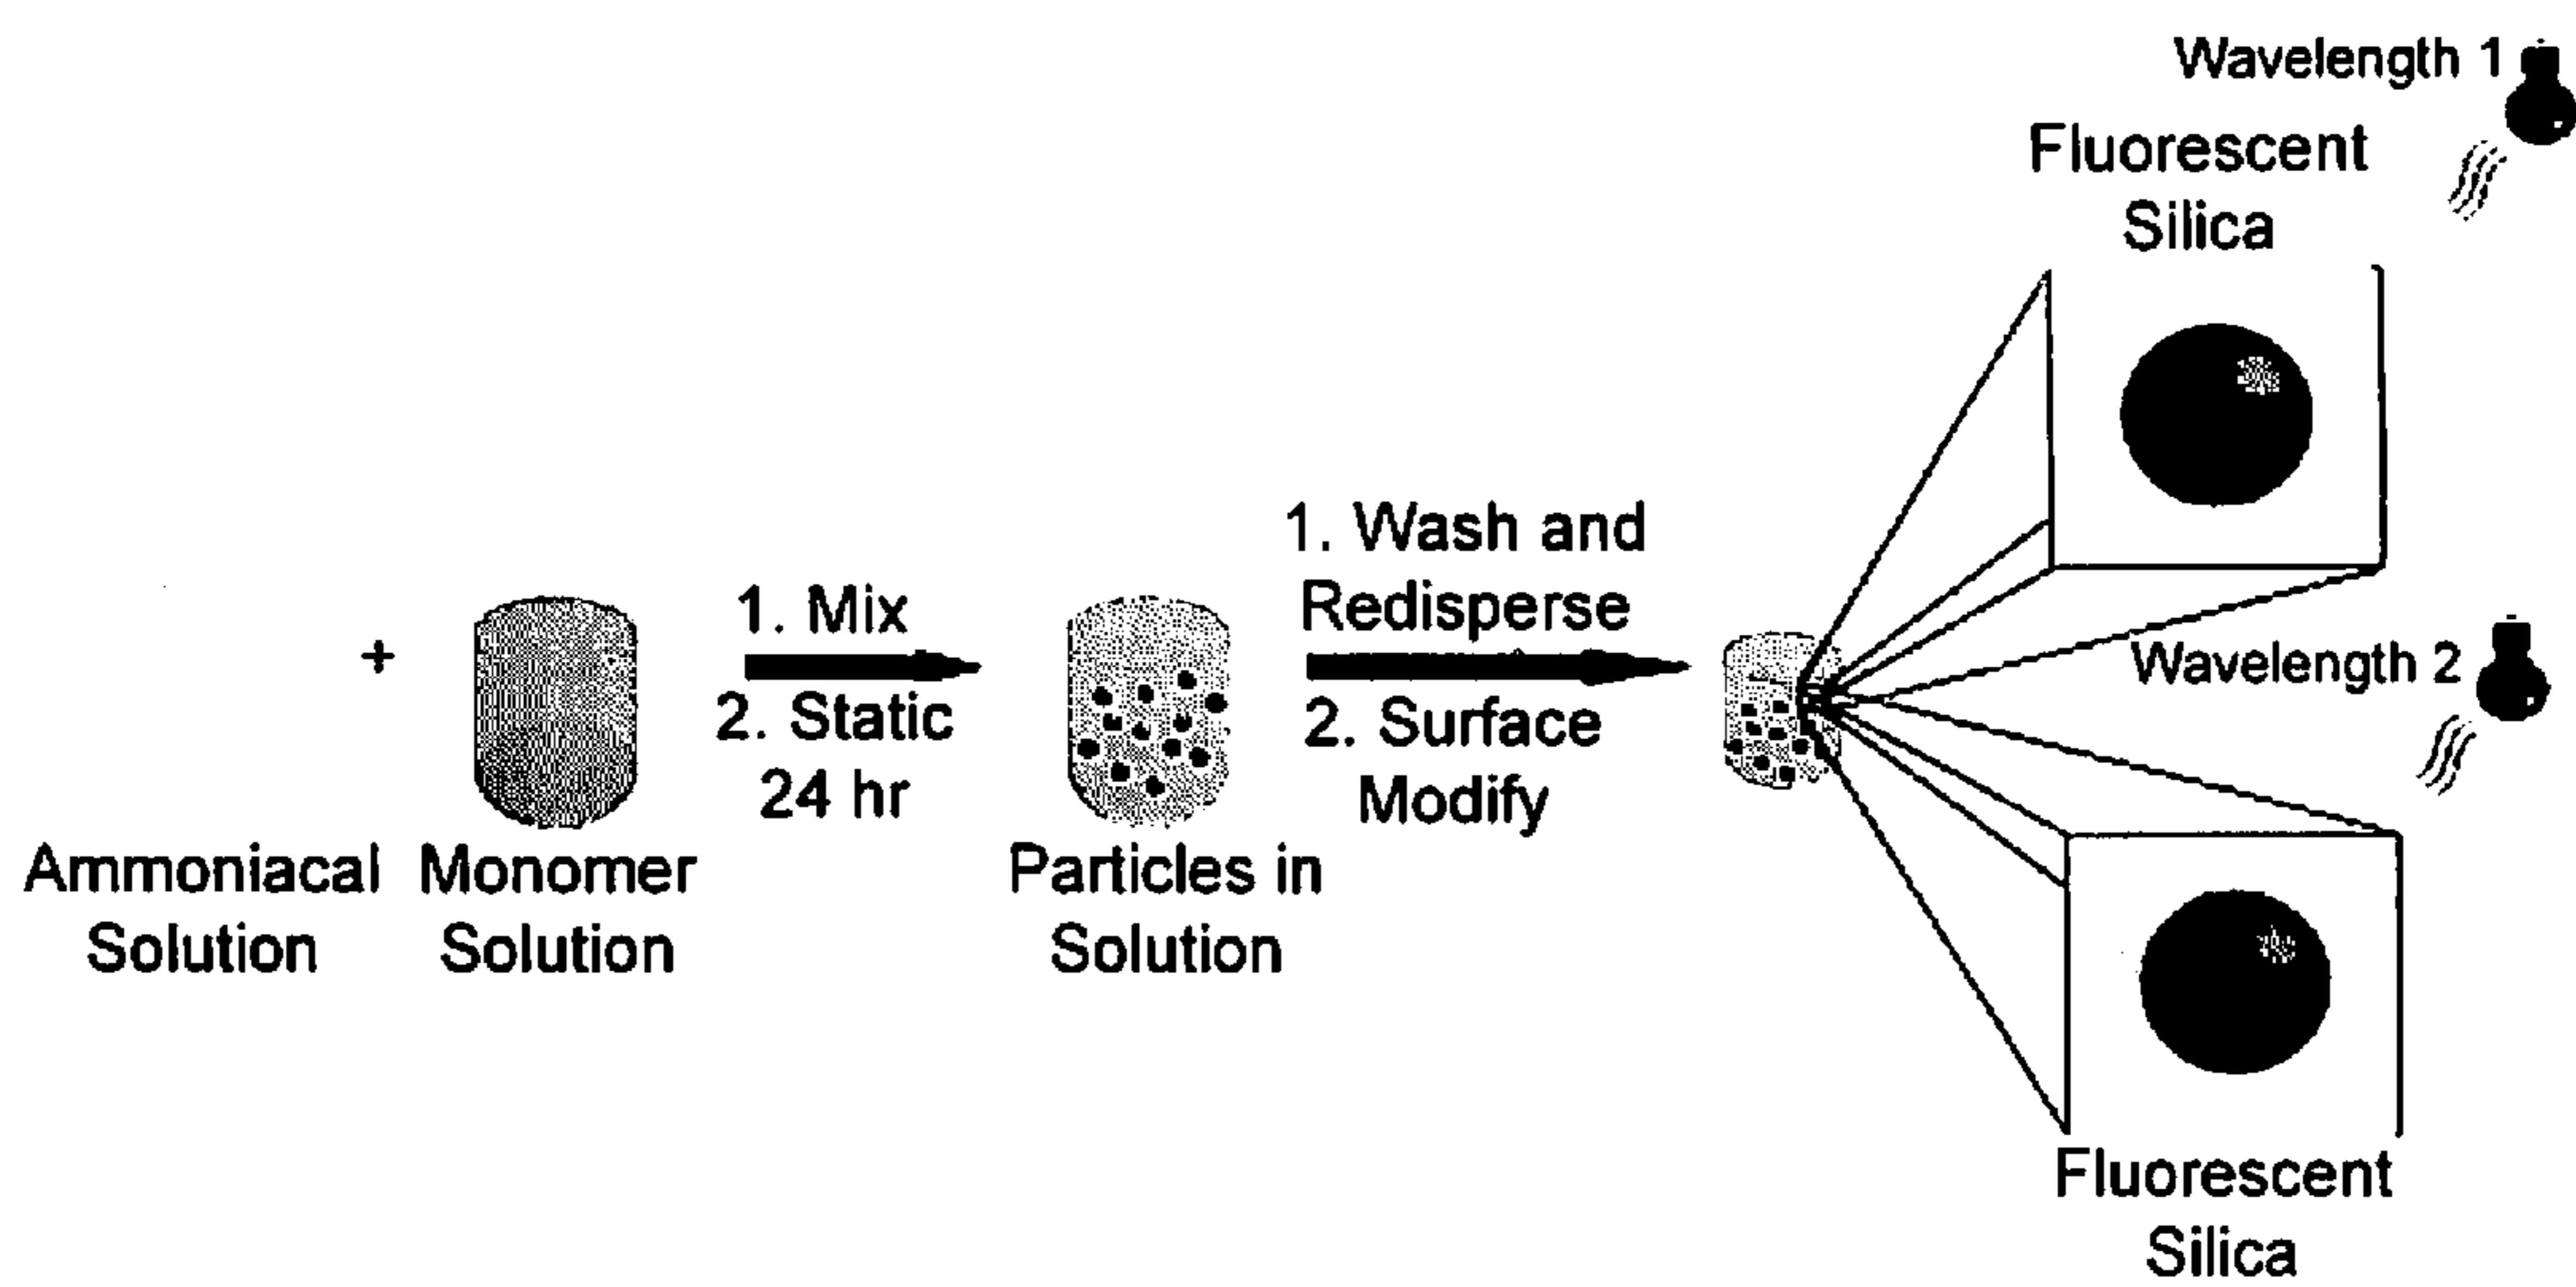 Wavelength 1
Fluorescent
Silica
+
Ammoniacal
Solution
Monomer
Solution
1. Mix
2. Static
24 hr
Particles in
Solution
1. Wash and
Redisperse
2. Surface
Modify
Wavelength 2
Fluorescent
Silica